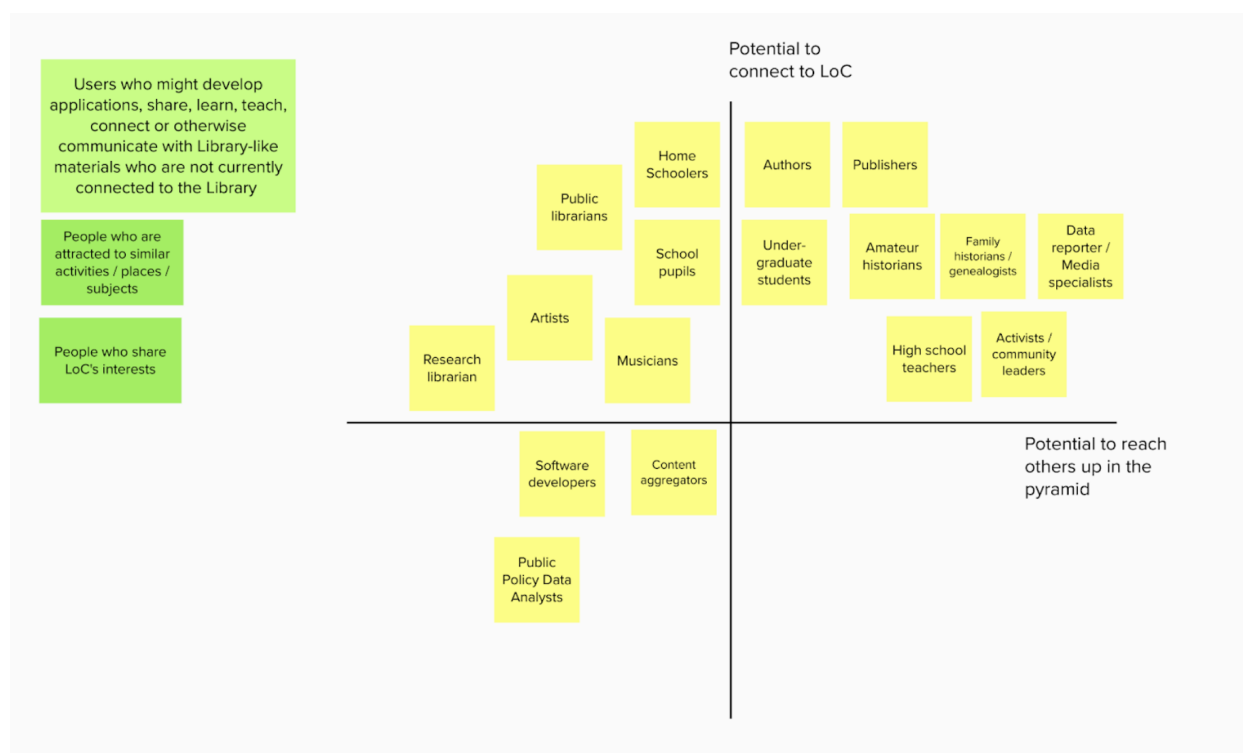 Users who might develop
applications, share, learn, teach,
connect or otherwise
communicate with Library-like
materials who are not currently
connected to the Library
People who are
attracted to similar
activities / places /
subjects
People who share
LoC's interests
Potential to
connect to LoC
Home
Schoolers
Authors
Publishers
Public
librarians
School
pupils
Under-
graduate
students
Amateur
historians
Family
historians /
genealogists
Data
reporter /
Media
specialists
Artists
Research
librarian
Musicians
High school
teachers
Activists /
community
leaders
Potential to reach
others up in the
pyramid
Software
developers
Content
aggregators
Public
Policy Data
Analysts